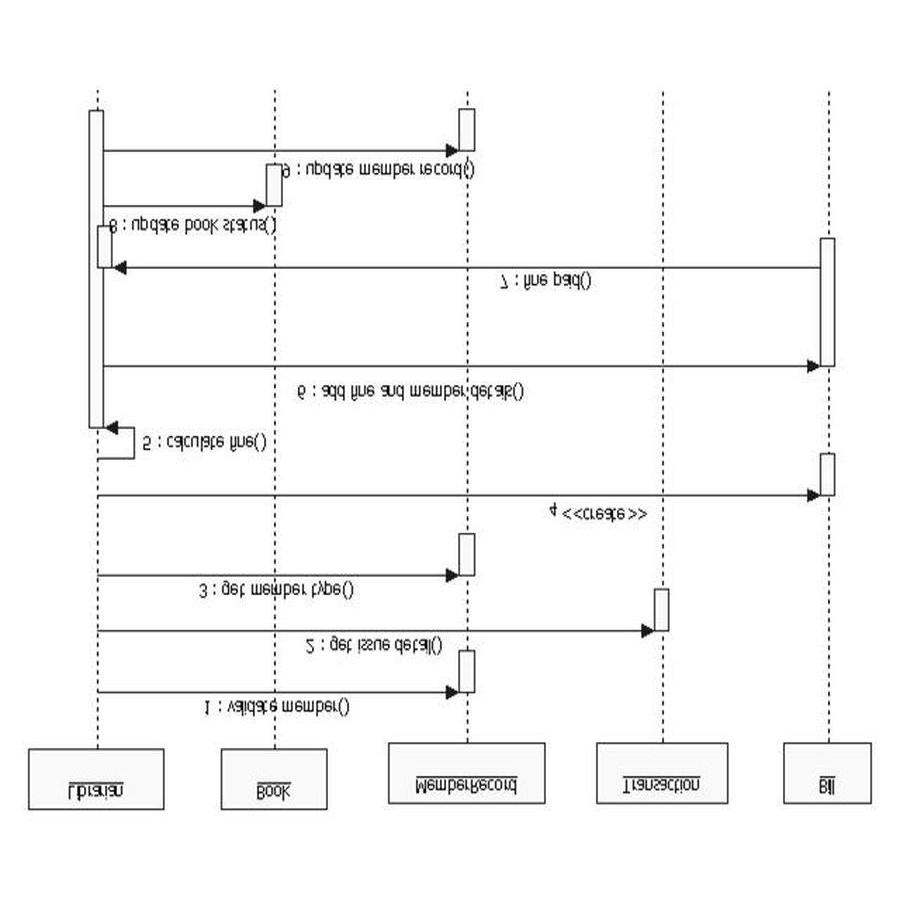 Librarian
Book
MemberRecord
Transaction
Bill
1 : validate member()
2 : get issue detail()
3 : get member type()
4 <<create>>
5 : calculate fine()
6 : add fine and member details()
7 : fine paid()
8 : update book status()
9 : update member record()